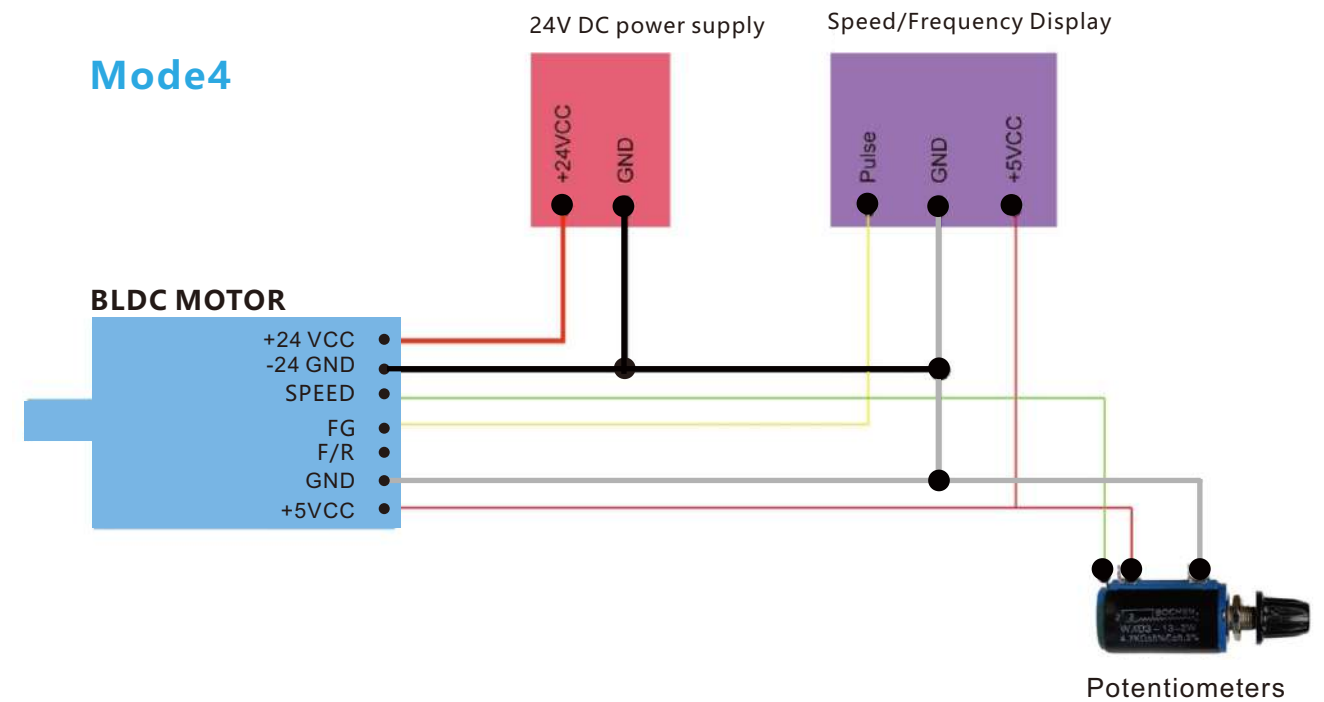 24V DC power supply
Speed/Frequency Display
Mode4
+24VCC
GND
Pulse
GND
+5VCC
BLDC MOTOR
+24 VCC
-24 GND
SPEED
FG
F/R
GND
+5VCC
BOCHEN
Potentiometers